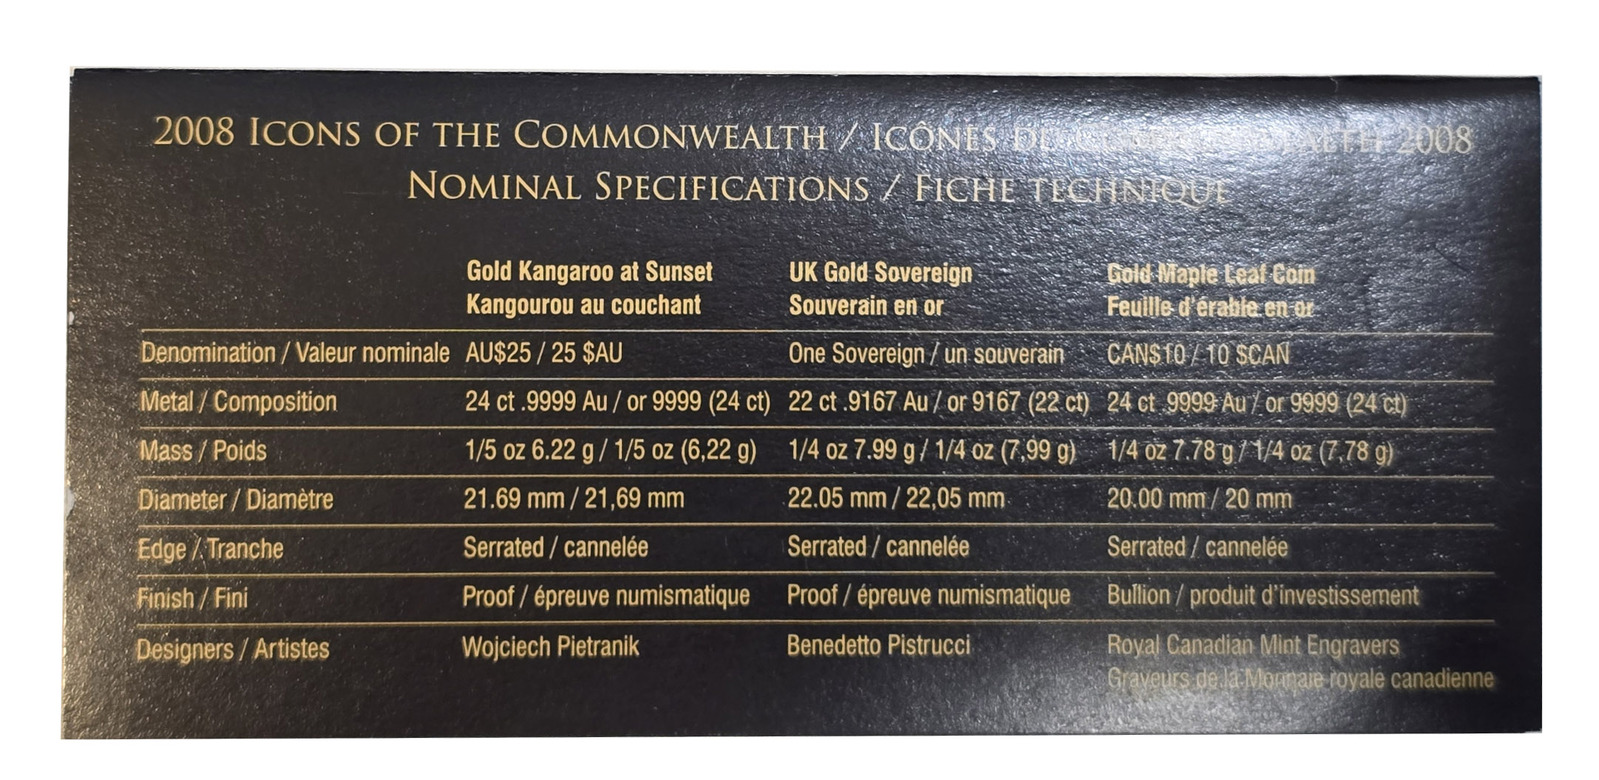 2008 ICONS OF THE COMMONWEALTH / ICÔNES DU COMMONWEALTH 2008
NOMINAL SPECIFICATIONS / FICHE TECHNIQUE
Gold Kangaroo at Sunset UK Gold Sovereign Gold Maple Leaf Coin
Kangourou au couchant Souverain en or Feuille d'érable en or
Denomination / Valeur nominale AU$25 / 25 $AU One Sovereign / un souverain CAN$10 / 10 $CAN
Metal / Composition 24 ct .9999 Au / or 9999 (24 ct) 22 ct .9167 Au / or 9167 (22 ct) 24 ct .9999 Au / or 9999 (24 ct)
Mass / Poids 1/5 oz 6.22 g / 1/5 oz (6,22 g) 1/4 oz 7.99 g / 1/4 oz (7,99 g) 1/4 oz 7.78 g / 1/4 oz (7,78 g)
Diameter / Diamètre 21.69 mm / 21,69 mm 22.05 mm / 22,05 mm 20.00 mm / 20 mm
Edge / Tranche Serrated / cannelée Serrated / cannelée Serrated / cannelée
Finish / Fini Proof / épreuve numismatique Proof / épreuve numismatique Bullion / produit d'investissement
Designers / Artistes Wojciech Pietranik Benedetto Pistrucci Royal Canadian Mint Engravers
Graveurs de la Monnaie royale canadienne